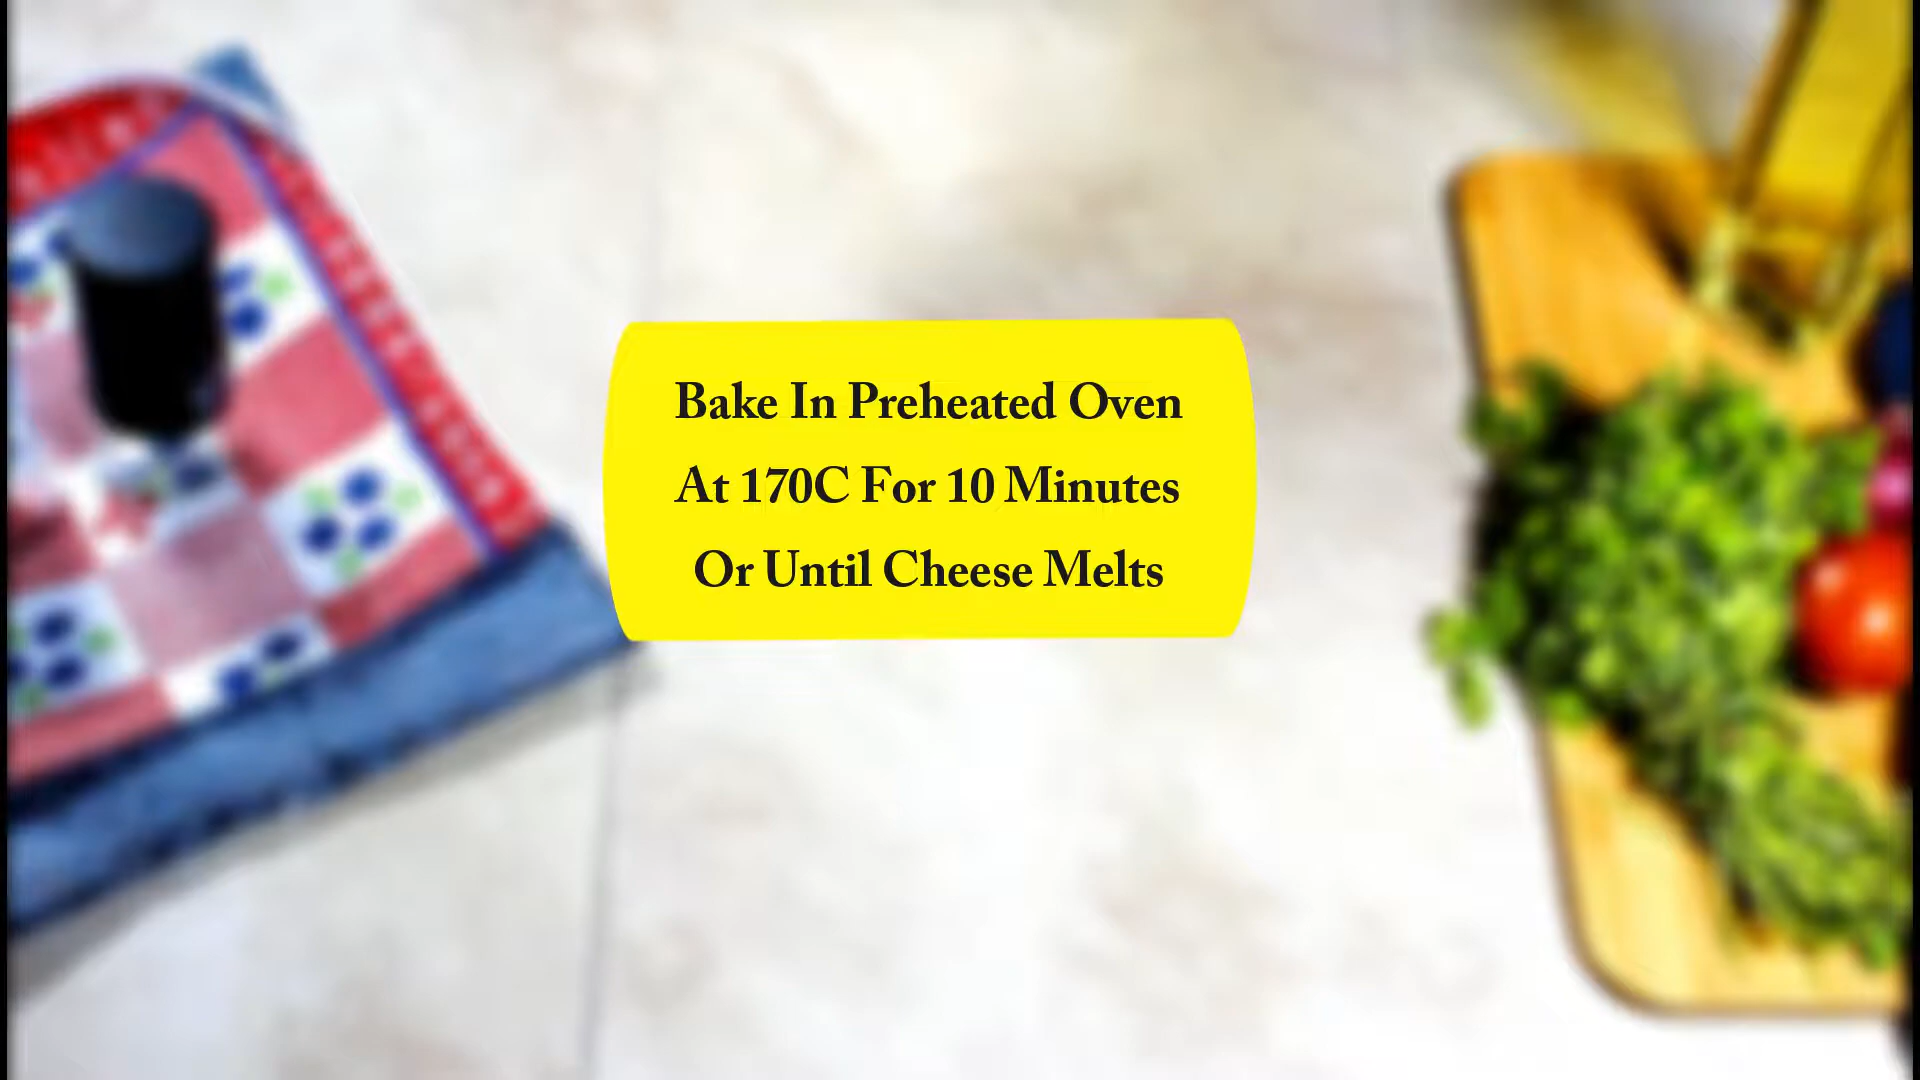 Bake In Preheated Oven
At 170C For 10 Minutes
Or Until Cheese Melts